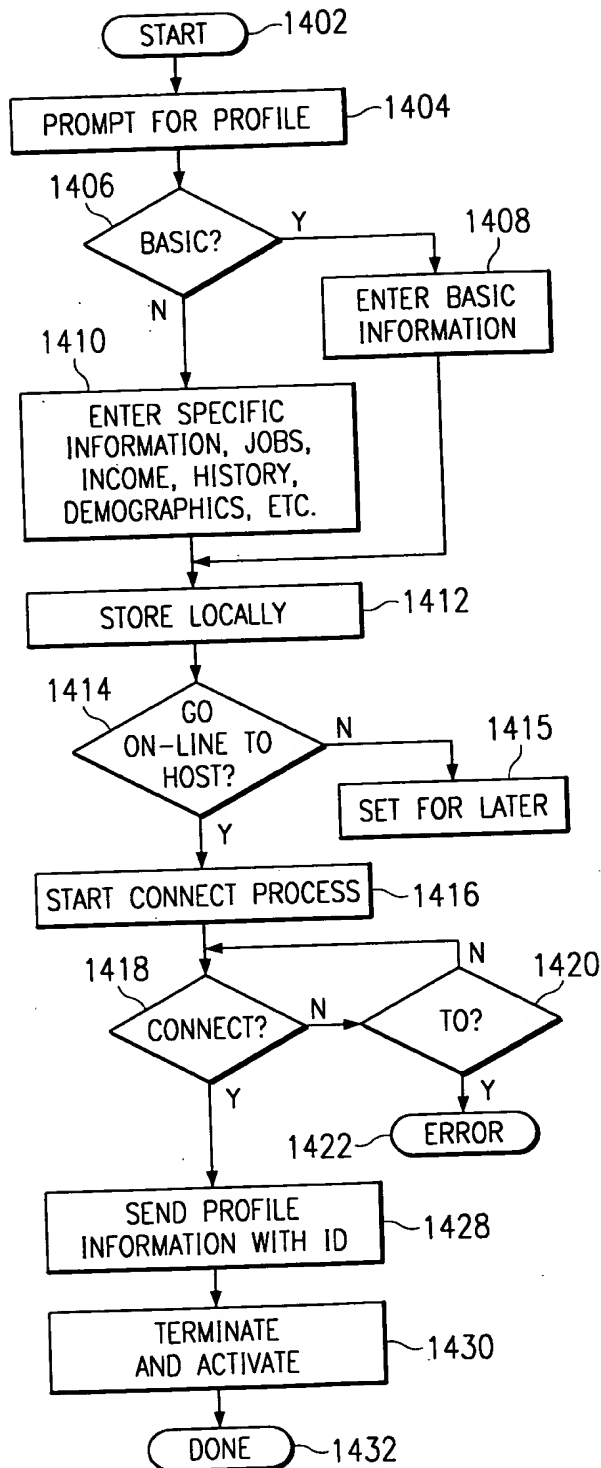 START
1402
PROMPT FOR PROFILE
1404
1406
BASIC?
Y
N
1408
ENTER BASIC
INFORMATION
1410
ENTER SPECIFIC
INFORMATION, JOBS,
INCOME, HISTORY,
DEMOGRAPHICS, ETC.
STORE LOCALLY
1412
1414
GO
ON-LINE TO
HOST?
N
Y
1415
SET FOR LATER
START CONNECT PROCESS
1416
1418
CONNECT?
N
Y
N
1420
TO?
Y
1422
ERROR
SEND PROFILE
INFORMATION WITH ID
1428
TERMINATE
AND ACTIVATE
1430
DONE
1432